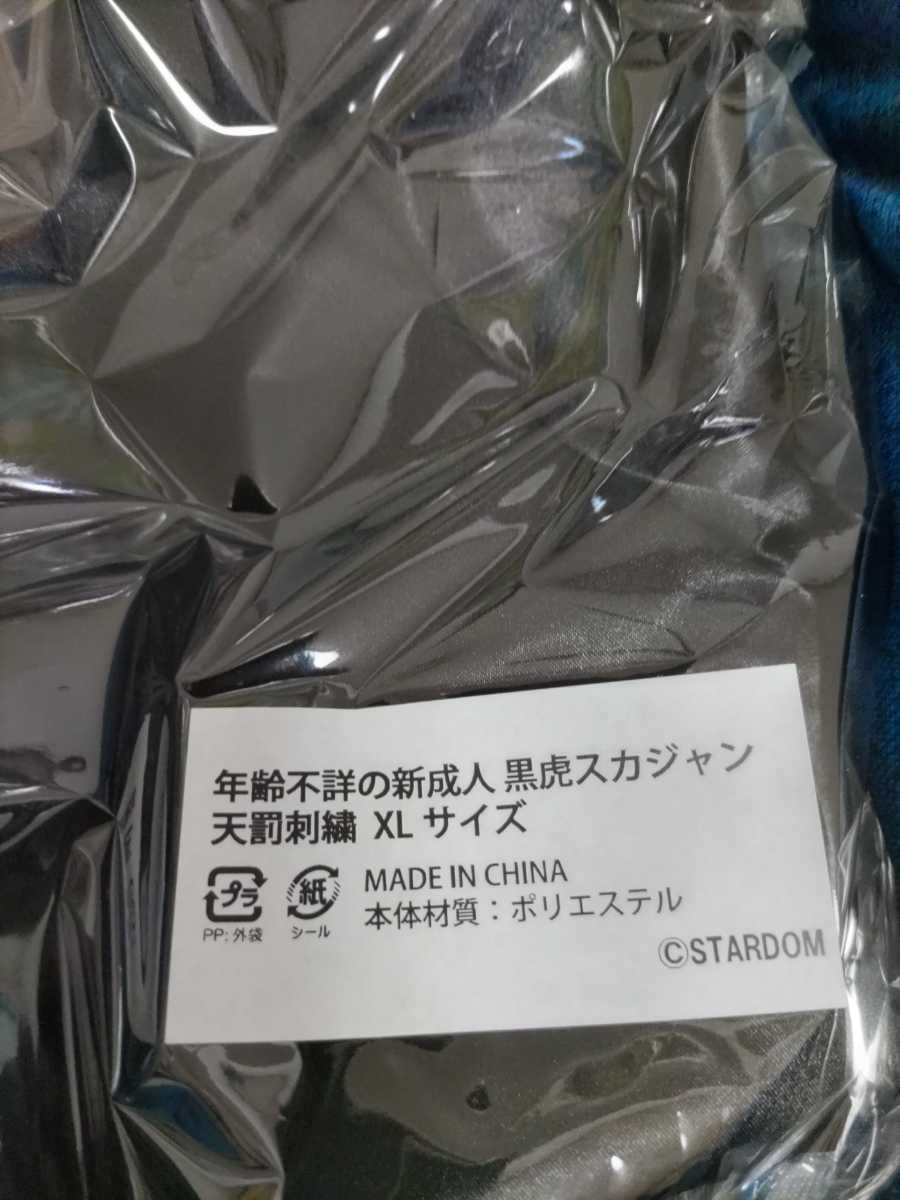 年齢不詳の新成人 黒虎スカジャン
天罰刺繍 XL サイズ
プラ 紙 MADE IN CHINA
PP: 外袋 シール 本体材質：ポリエステル
©STARDOM